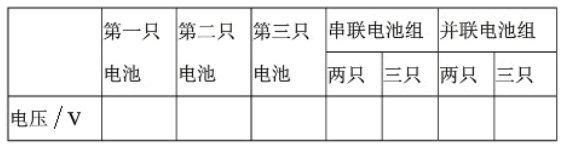 第一只 第二只 第三只 串联电池组 并联电池组
电池 电池 电池 两只 三只 两只 三只
电压/V